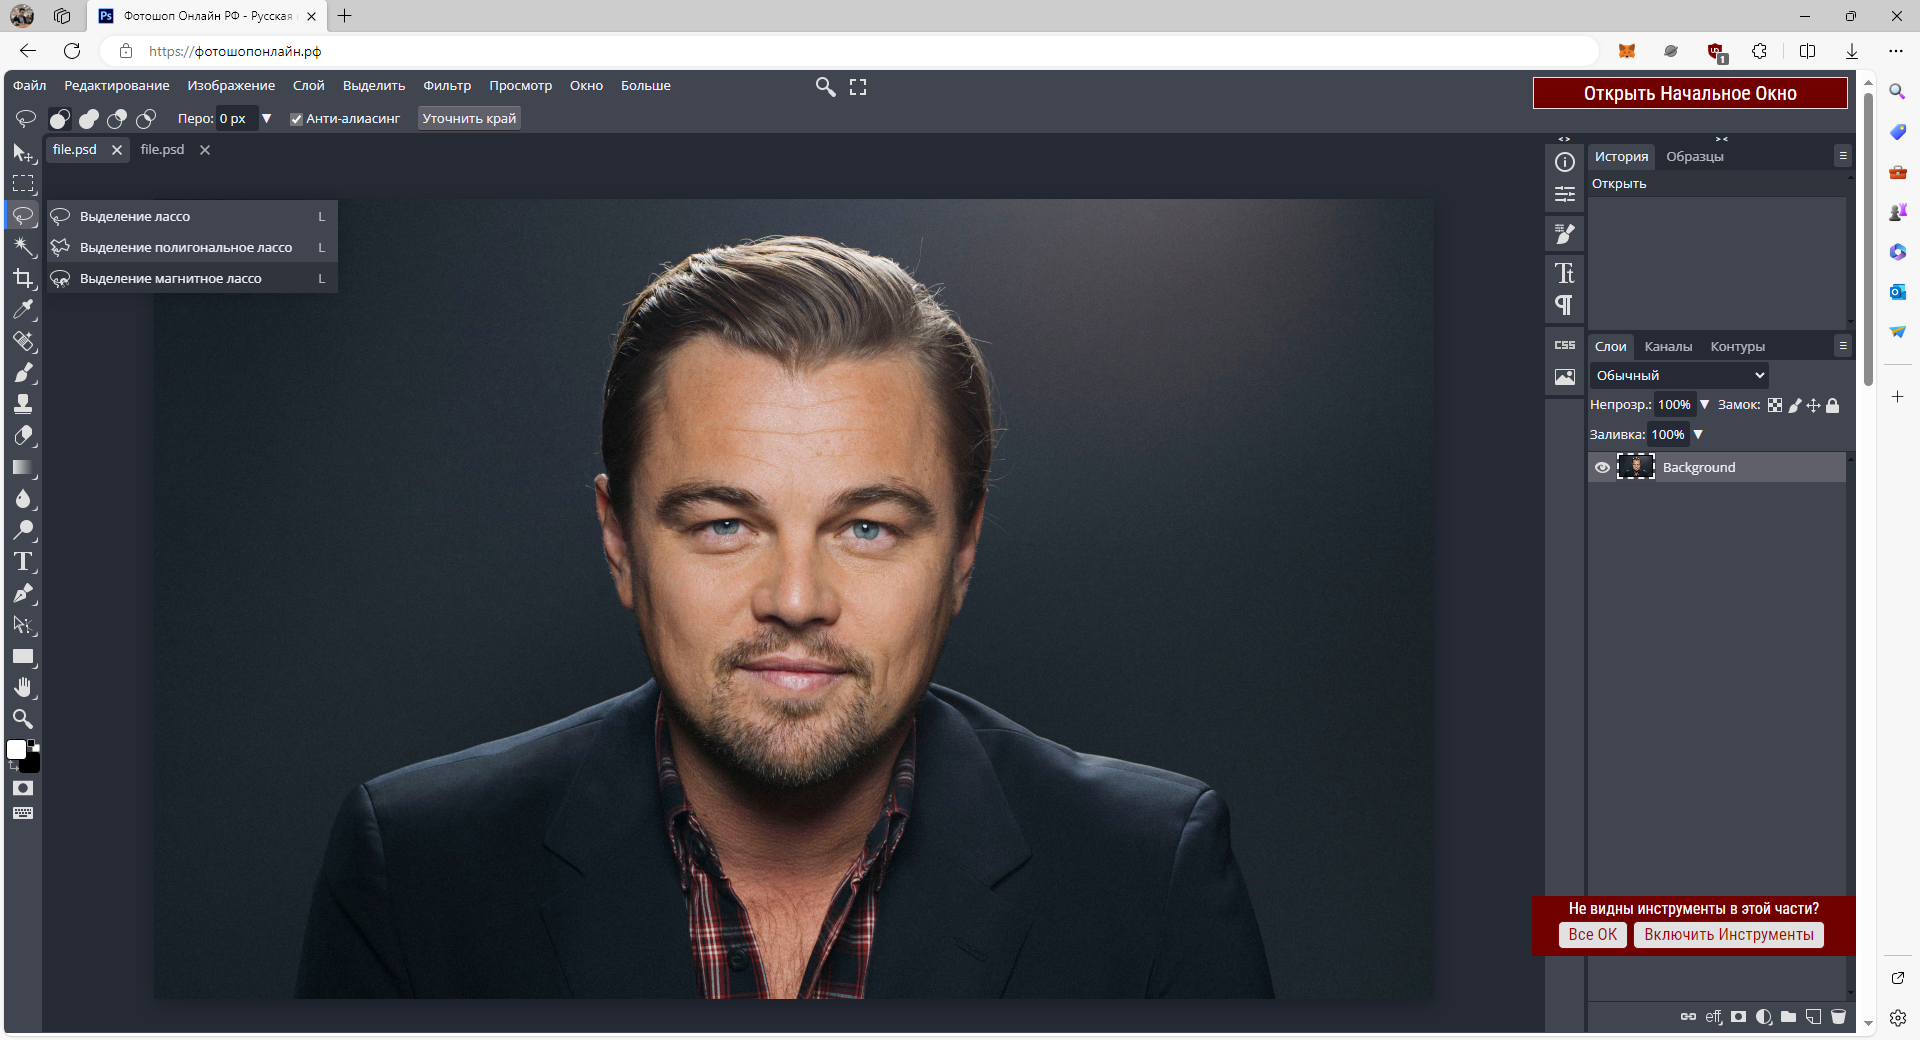 Фотошоп Онлайн РФ - Русская
https://фотошопонлайн.рф
1
Файл Редактирование Изображение Слой Выделить Фильтр Просмотр Окно Больше
Открыть Начальное Окно
Перо: 0 px Анти-алиасинг Уточнить край
file.psd file.psd
История Образцы
Открыть
Выделение лассо L
Выделение полигональное лассо L
Выделение магнитное лассо L
CSS
Слои Каналы Контуры
Обычный
Непрозр.: 100% Замок:
Заливка: 100%
Background
Не видны инструменты в этой части?
Все ОК Включить Инструменты
eff